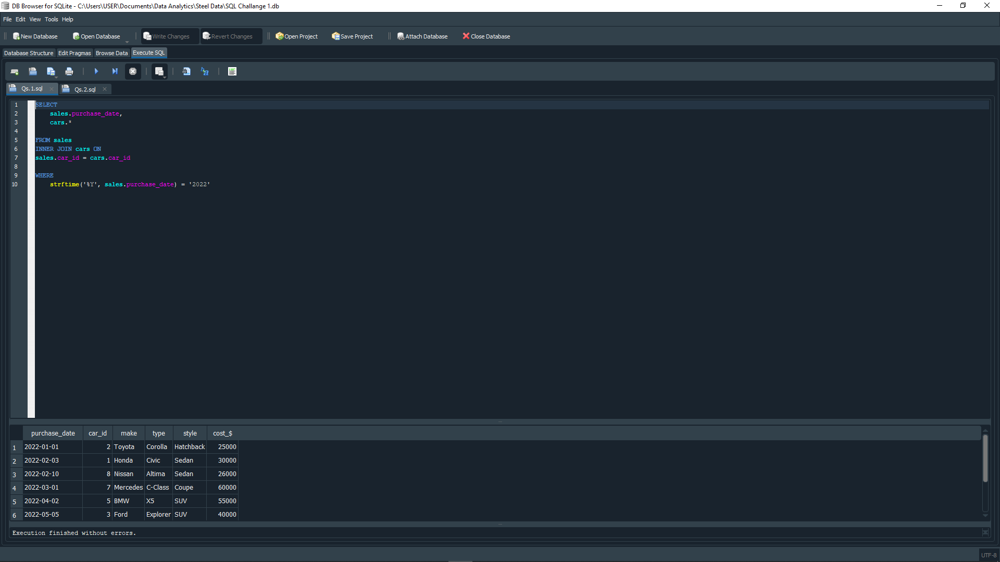 DB Browser for SQLite - C:\Users\USER\Documents\Data Analytics\Steel Data\SQL Challange 1.db
File Edit View Tools Help
New Database Open Database Write Changes Revert Changes Open Project Save Project Attach Database Close Database
Database Structure Edit Pragmas Browse Data Execute SQL
Qs.1.sql Qs.2.sql
1 SELECT
2 sales.purchase_date,
3 cars.*
4
5 FROM sales
6 INNER JOIN cars ON
7 sales.car_id = cars.car_id
8
9 WHERE
10 strftime('%Y', sales.purchase_date) = '2022'
purchase_date car_id make type style cost_$
1 2022-01-01 2 Toyota Corolla Hatchback 25000
2 2022-02-03 1 Honda Civic Sedan 30000
3 2022-02-10 8 Nissan Altima Sedan 26000
4 2022-03-01 7 Mercedes C-Class Coupe 60000
5 2022-04-02 5 BMW X5 SUV 55000
6 2022-05-05 3 Ford Explorer SUV 40000
Execution finished without errors.
UTF-8